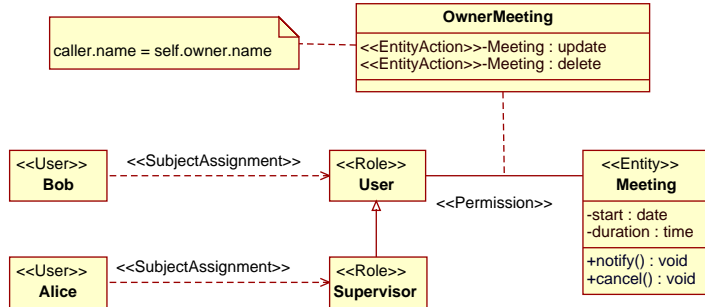 OwnerMeeting
caller.name = self.owner.name
<<EntityAction>>-Meeting : update
<<EntityAction>>-Meeting : delete
<<User>>
Bob
<<SubjectAssignment>>
<<Role>>
User
<<Permission>>
<<Entity>>
Meeting
-start : date
-duration : time
+notify() : void
+cancel() : void
<<User>>
Alice
<<SubjectAssignment>>
<<Role>>
Supervisor